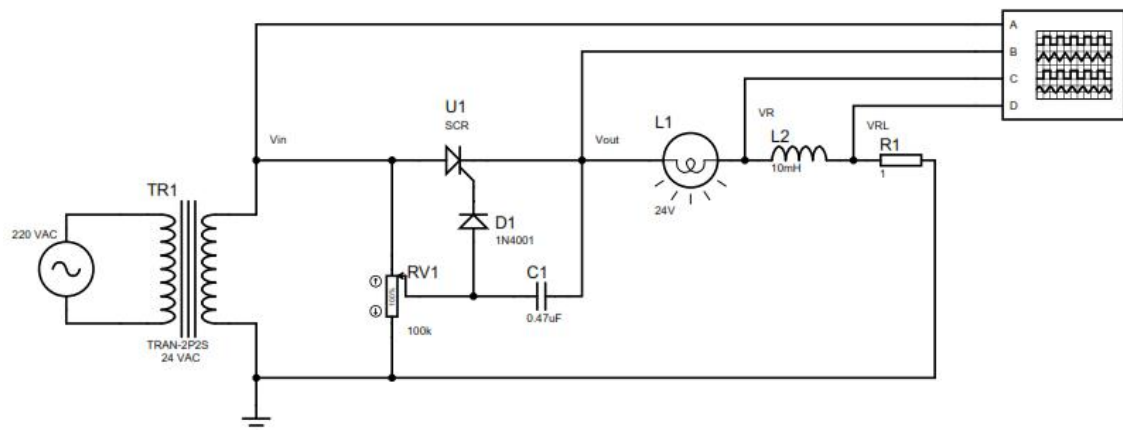 A
B
C
D
U1
SCR
Vin
Vout
L1
24V
VR
L2
10mH
VRL
R1
1
TR1
220 VAC
TRAN-2P2S
24 VAC
D1
1N4001
RV1
100%
100k
C1
0.47uF